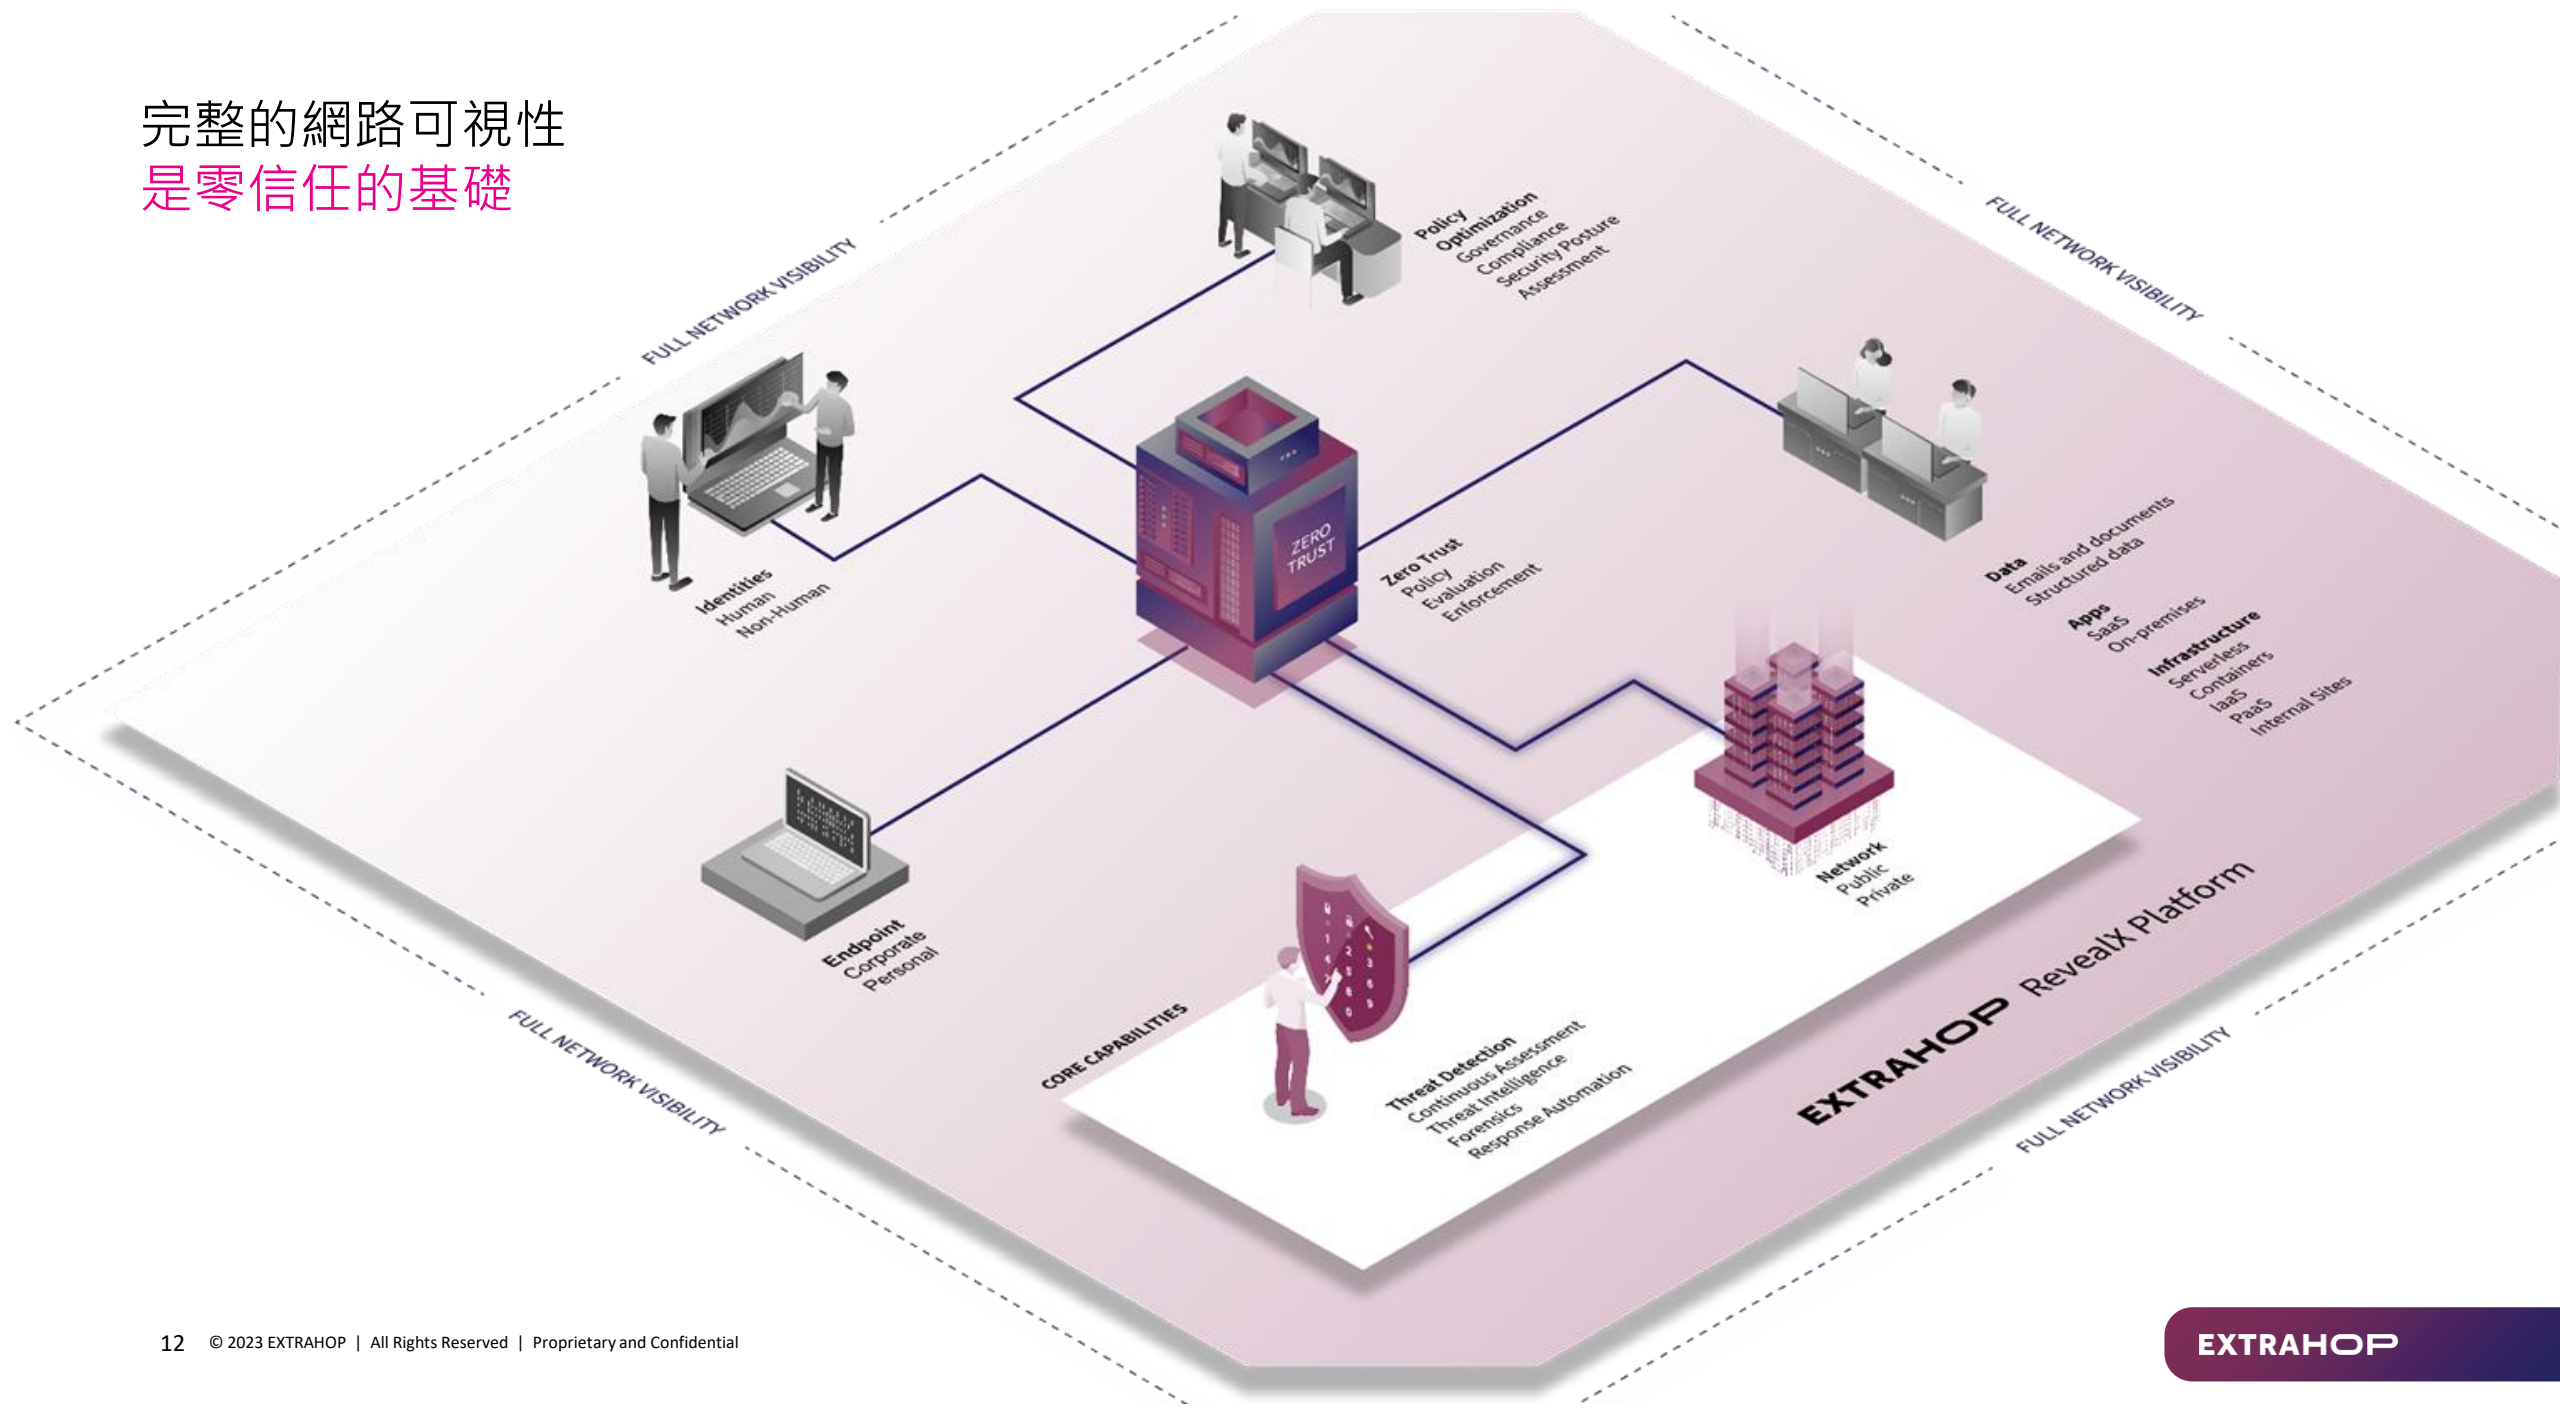 完整的網路可視性
是零信任的基礎
FULL NETWORK VISIBILITY
FULL NETWORK VISIBILITY
Policy
Optimization
Governance
Compliance
Security Posture
Assessment
Identities
Human
Non-Human
ZERO
TRUST
Zero Trust
Policy
Evaluation
Enforcement
Data
Emails and documents
Structured data
Apps
SaaS
On-premises
Infrastructure
Serverless
Containers
IaaS
PaaS
Internal Sites
Endpoint
Corporate
Personal
Network
Public
Private
CORE CAPABILITIES
Threat Detection
Continuous Assessment
Threat Intelligence
Forensics
Response Automation
EXTRAHOP RevealX Platform
FULL NETWORK VISIBILITY
FULL NETWORK VISIBILITY
12 © 2023 EXTRAHOP | All Rights Reserved | Proprietary and Confidential
EXTRAHOP